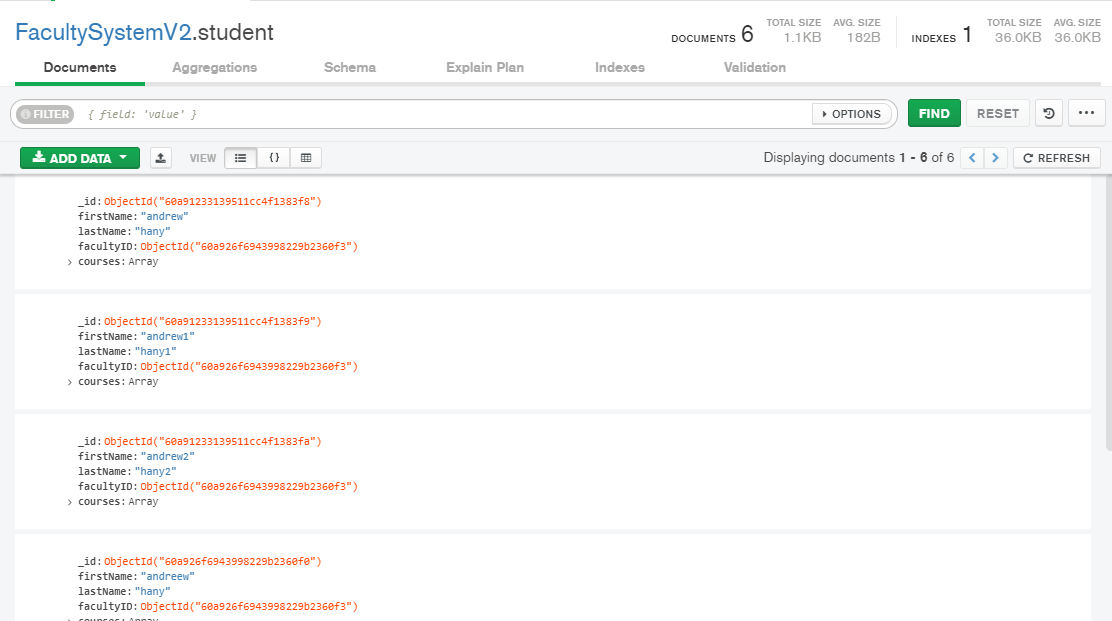 FacultySystemV2.student
DOCUMENTS 6 TOTAL SIZE 1.1KB AVG. SIZE 182B INDEXES 1 TOTAL SIZE 36.0KB AVG. SIZE 36.0KB
Documents Aggregations Schema Explain Plan Indexes Validation
FILTER { field: 'value' } OPTIONS FIND RESET ...
ADD DATA VIEW {} Displaying documents 1 - 6 of 6 < > REFRESH
_id: ObjectId("60a91233139511cc4f1383f8")
firstName: "andrew"
lastName: "hany"
facultyID: ObjectId("60a926f6943998229b2360f3")
> courses: Array
_id: ObjectId("60a91233139511cc4f1383f9")
firstName: "andrew1"
lastName: "hany1"
facultyID: ObjectId("60a926f6943998229b2360f3")
> courses: Array
_id: ObjectId("60a91233139511cc4f1383fa")
firstName: "andrew2"
lastName: "hany2"
facultyID: ObjectId("60a926f6943998229b2360f3")
> courses: Array
_id: ObjectId("60a926f6943998229b2360f0")
firstName: "andreew"
lastName: "hany"
facultyID: ObjectId("60a926f6943998229b2360f3")
> courses: Array